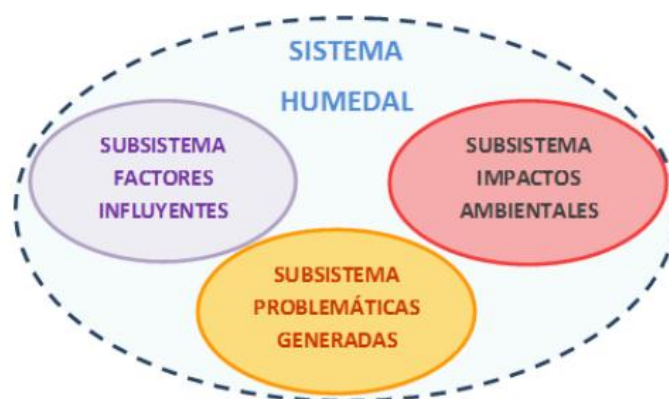 SISTEMA
HUMEDAL
SUBSISTEMA
FACTORES
INFLUYENTES
SUBSISTEMA
IMPACTOS
AMBIENTALES
SUBSISTEMA
PROBLEMÁTICAS
GENERADAS